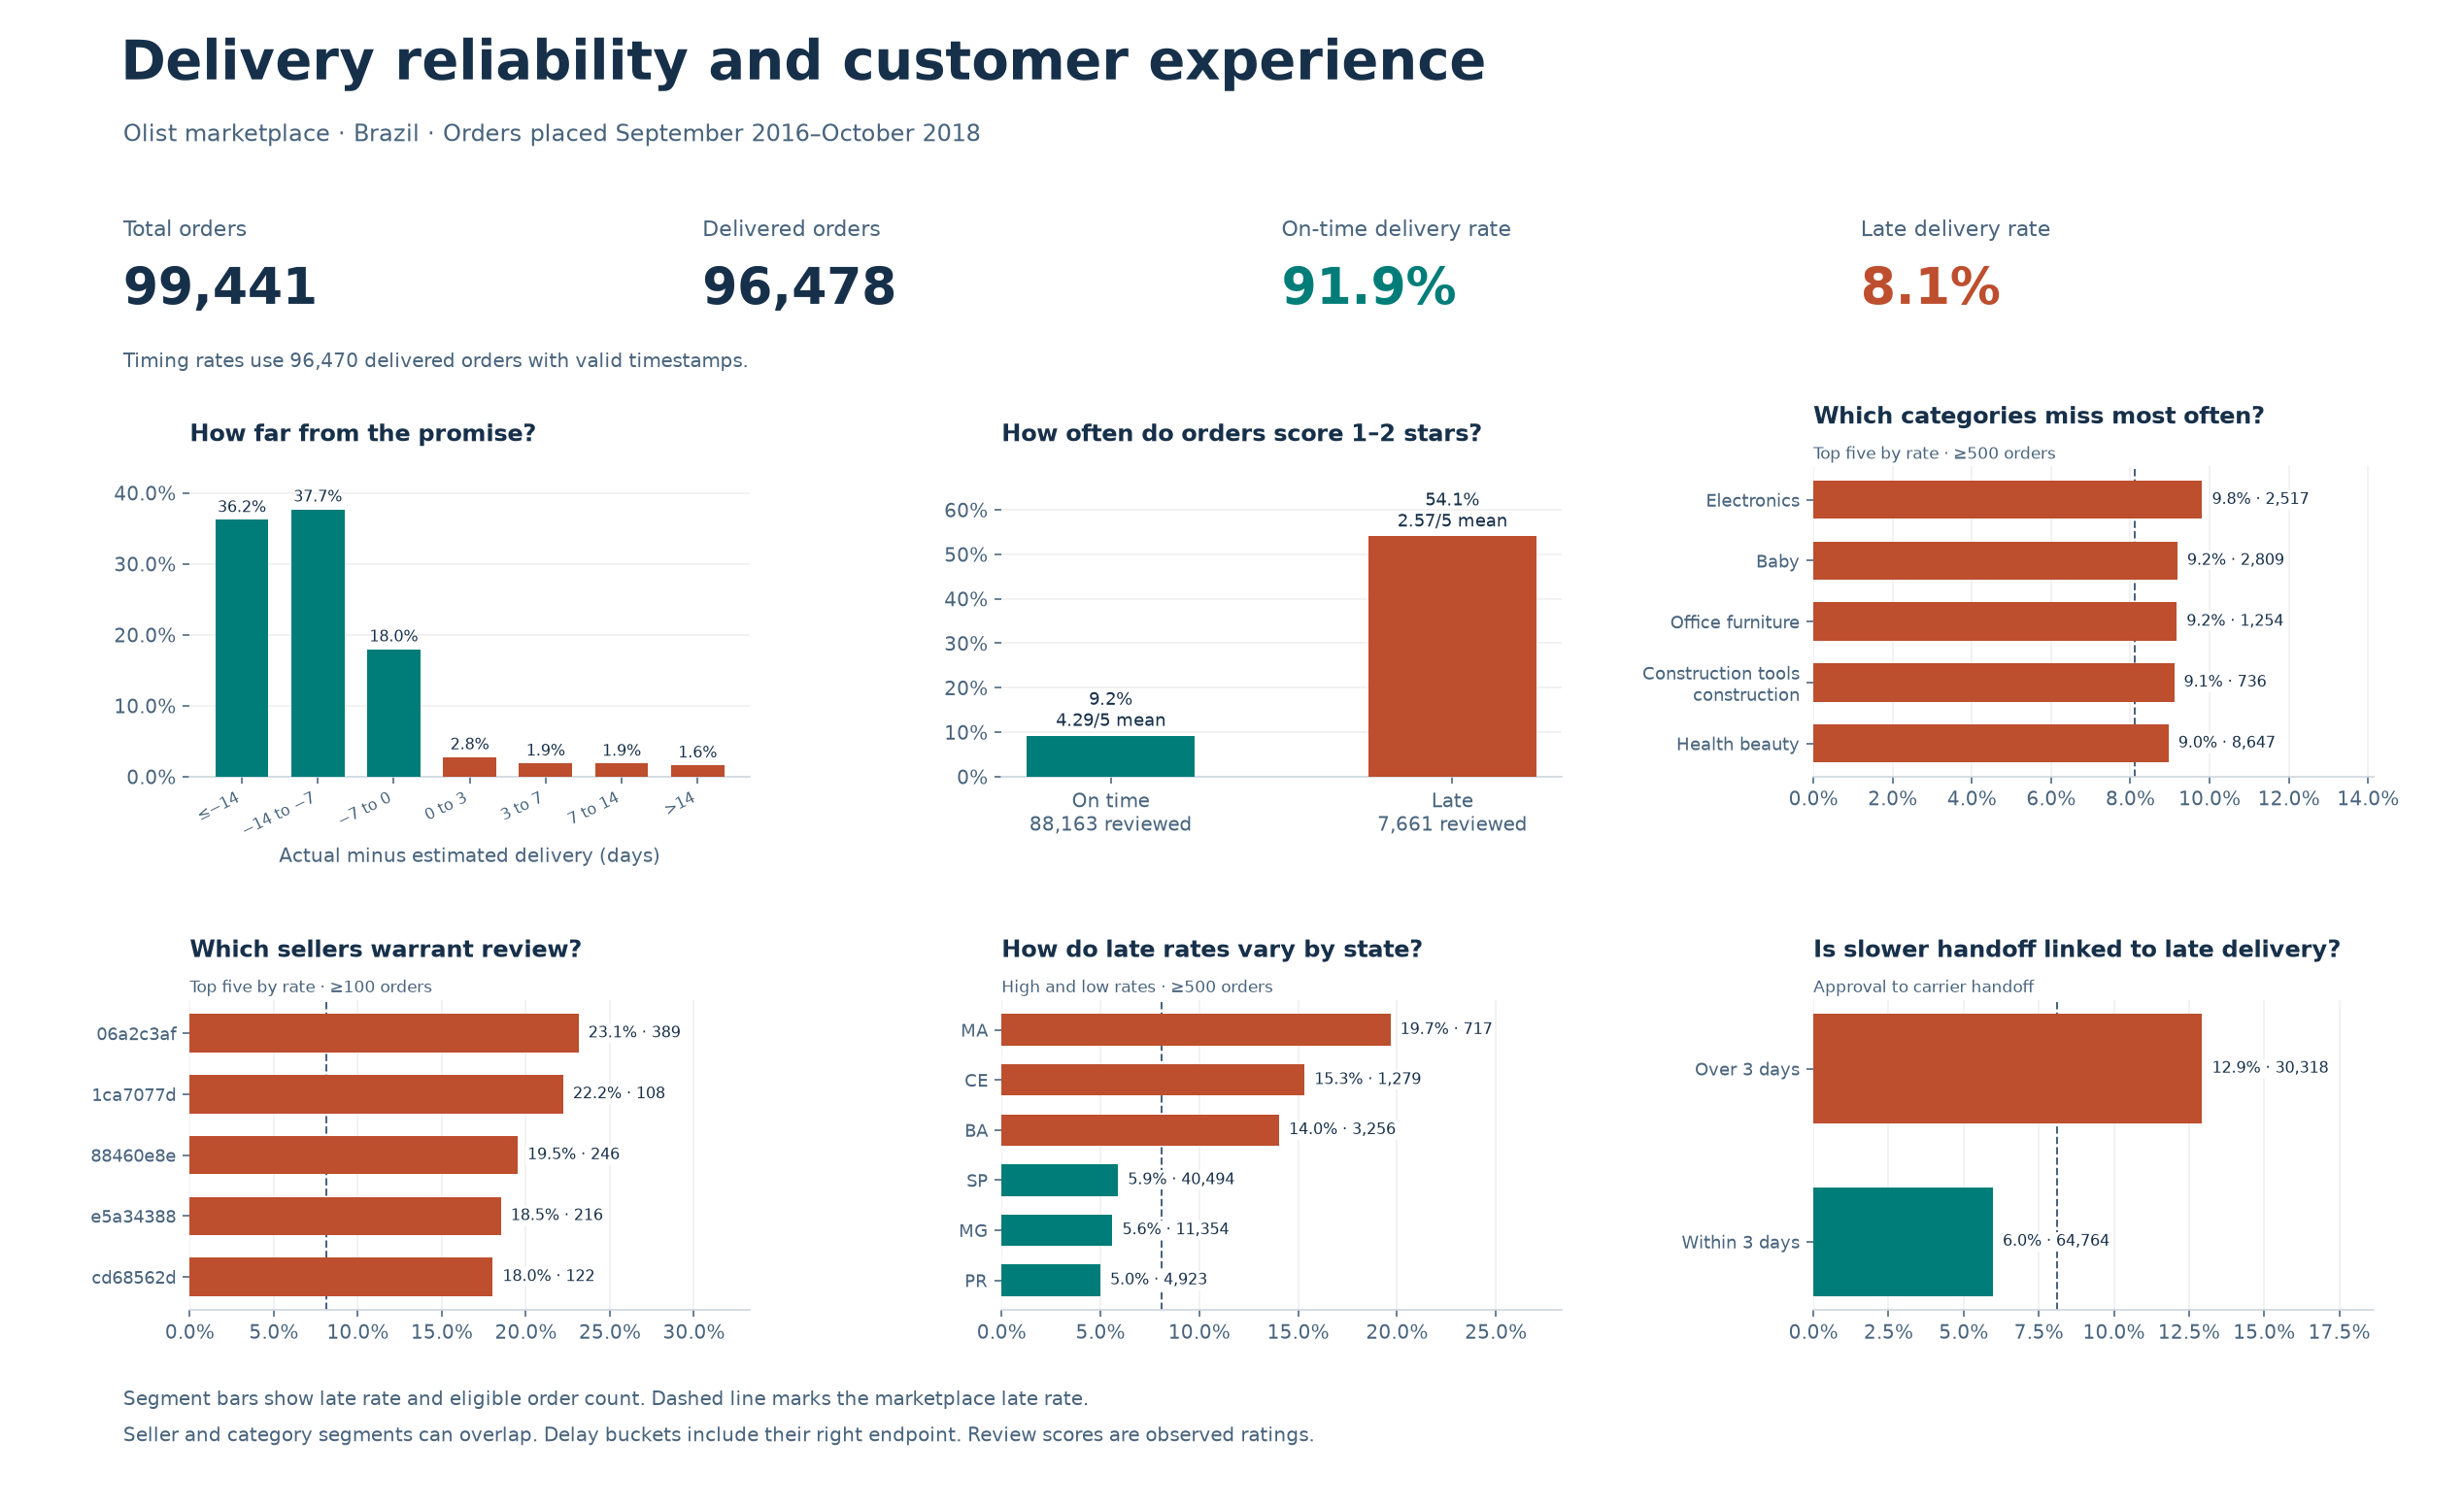 Delivery reliability and customer experience
Olist marketplace · Brazil · Orders placed September 2016–October 2018
Total orders
99,441
Delivered orders
96,478
On-time delivery rate
91.9%
Late delivery rate
8.1%
Timing rates use 96,470 delivered orders with valid timestamps.
How far from the promise?
40.0%
30.0%
20.0%
10.0%
0.0%
36.2%
37.7%
18.0%
2.8%
1.9%
1.9%
1.6%
≤−14
−14 to −7
−7 to 0
0 to 3
3 to 7
7 to 14
>14
Actual minus estimated delivery (days)
How often do orders score 1–2 stars?
60%
50%
40%
30%
20%
10%
0%
9.2%
4.29/5 mean
54.1%
2.57/5 mean
On time
88,163 reviewed
Late
7,661 reviewed
Which categories miss most often?
Top five by rate · ≥500 orders
Electronics
9.8% · 2,517
Baby
9.2% · 2,809
Office furniture
9.2% · 1,254
Construction tools
construction
9.1% · 736
Health beauty
9.0% · 8,647
0.0% 2.0% 4.0% 6.0% 8.0% 10.0% 12.0% 14.0%
Which sellers warrant review?
Top five by rate · ≥100 orders
06a2c3af
23.1% · 389
1ca7077d
22.2% · 108
88460e8e
19.5% · 246
e5a34388
18.5% · 216
cd68562d
18.0% · 122
0.0% 5.0% 10.0% 15.0% 20.0% 25.0% 30.0%
How do late rates vary by state?
High and low rates · ≥500 orders
MA
19.7% · 717
CE
15.3% · 1,279
BA
14.0% · 3,256
SP
5.9% · 40,494
MG
5.6% · 11,354
PR
5.0% · 4,923
0.0% 5.0% 10.0% 15.0% 20.0% 25.0%
Is slower handoff linked to late delivery?
Approval to carrier handoff
Over 3 days
12.9% · 30,318
Within 3 days
6.0% · 64,764
0.0% 2.5% 5.0% 7.5% 10.0% 12.5% 15.0% 17.5%
Segment bars show late rate and eligible order count. Dashed line marks the marketplace late rate.
Seller and category segments can overlap. Delay buckets include their right endpoint. Review scores are observed ratings.